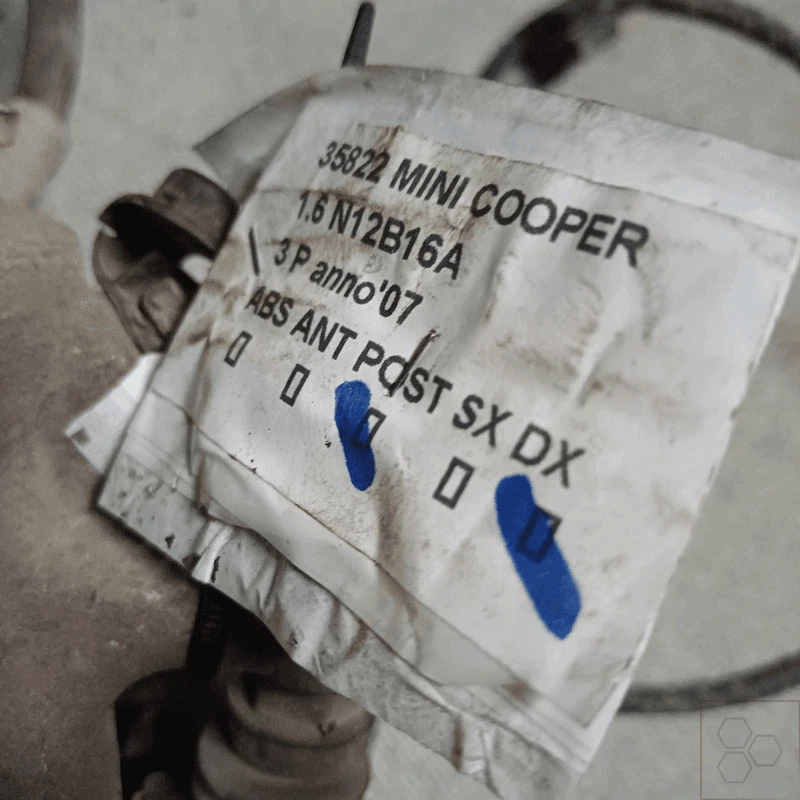 35822 MINI COOPER
1.6 N12B16A
3 P anno'07
ABS ANT POST SX DX